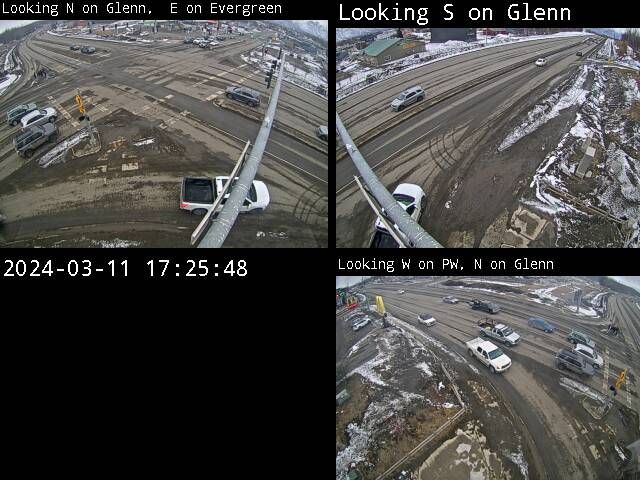 Looking N on Glenn, E on Evergreen
Looking S on Glenn
2024-03-11 17:25:48
Looking W on PW, N on Glenn